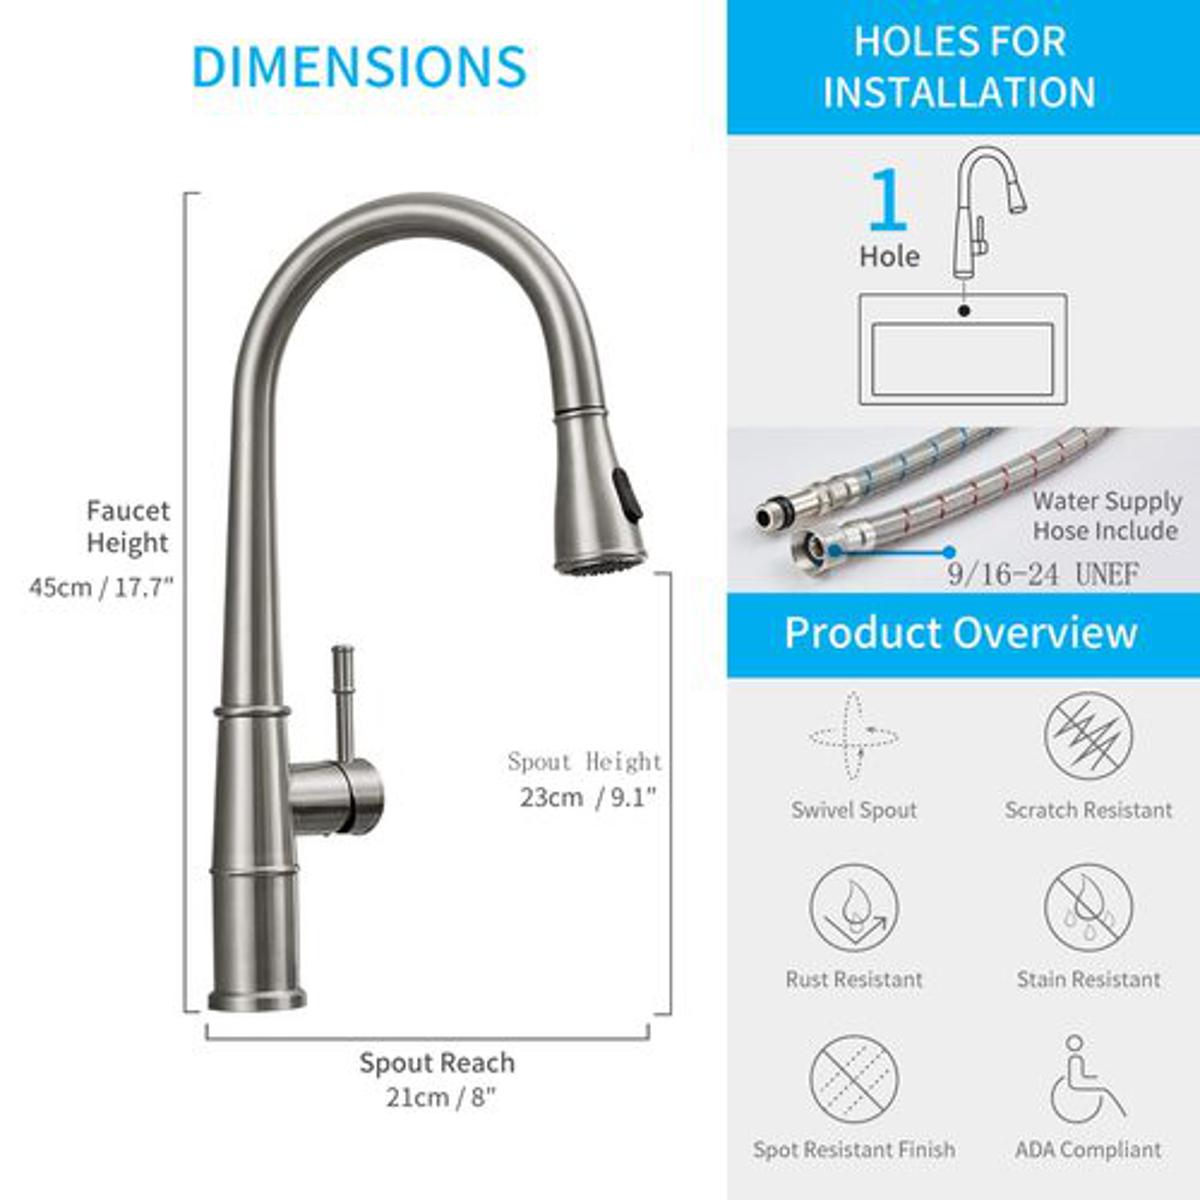 DIMENSIONS
Faucet
Height
45cm / 17.7"
Spout Height
23cm / 9.1"
Spout Reach
21cm / 8"
HOLES FOR
INSTALLATION
1
Hole
Water Supply
Hose Include
9/16-24 UNEF
Product Overview
Swivel Spout
Scratch Resistant
Rust Resistant
Stain Resistant
Spot Resistant Finish
ADA Compliant